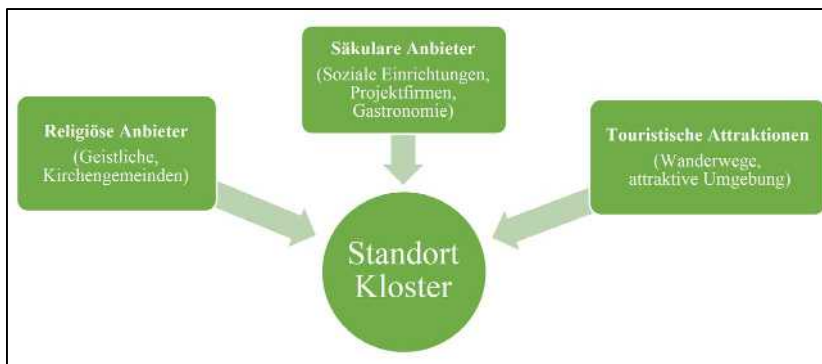 Säkulare Anbieter
(Soziale Einrichtungen,
Projektfirmen,
Gastronomie)
Religiöse Anbieter
(Geistliche,
Kirchengemeinden)
Touristische Attraktionen
(Wanderwege,
attraktive Umgebung)
Standort
Kloster